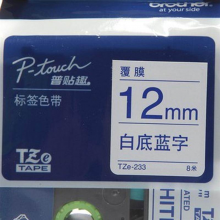 brother
P-touch
普贴趣
标签色带
TZe
TAPE
覆膜
12mm
白底蓝字
TZe-233
8米